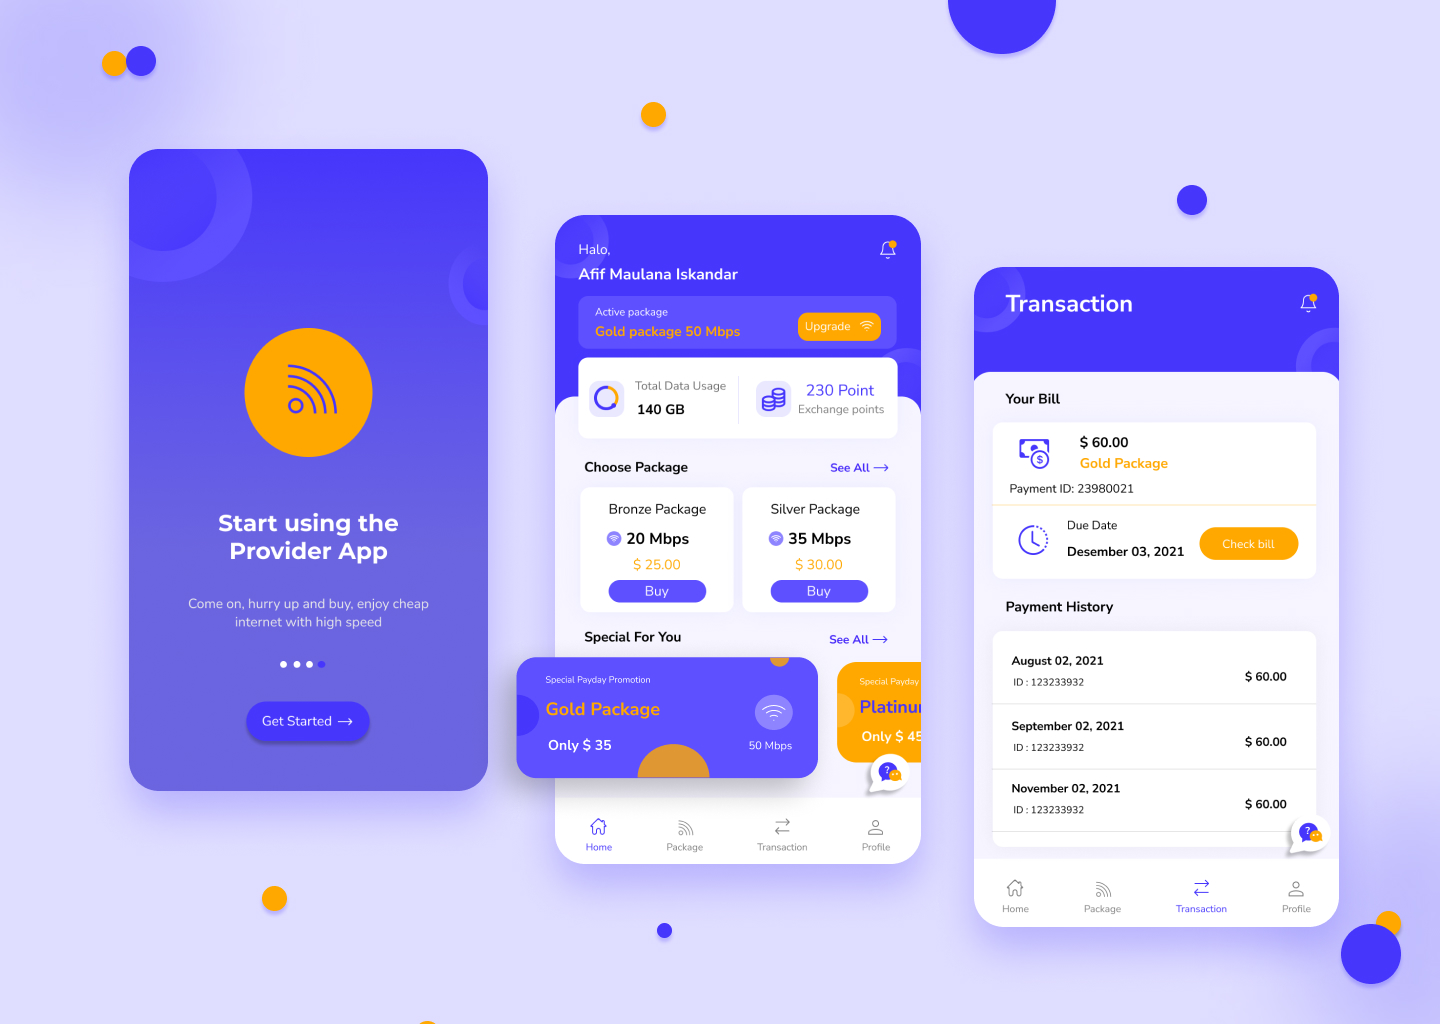 Start using the
Provider App
Come on, hurry up and buy, enjoy cheap
internet with high speed
Get Started
Halo,
Afif Maulana Iskandar
Active package
Gold package 50 Mbps
Upgrade
Total Data Usage
140 GB
230 Point
Exchange points
Choose Package
See All
Bronze Package
20 Mbps
$ 25.00
Buy
Silver Package
35 Mbps
$ 30.00
Buy
Special For You
See All
Special Payday Promotion
Gold Package
Only $ 35
50 Mbps
Special Payday
Platinu
Only $ 45
?
Home
Package
Transaction
Profile
Transaction
Your Bill
$ 60.00
Gold Package
$
Payment ID: 23980021
Due Date
Desember 03, 2021
Check bill
Payment History
August 02, 2021
ID : 123233932
$ 60.00
September 02, 2021
ID : 123233932
$ 60.00
November 02, 2021
ID : 123233932
$ 60.00
?
Home
Package
Transaction
Profile